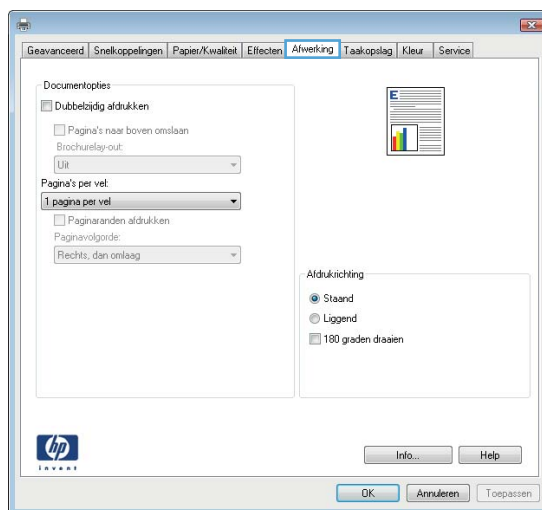 Geavanceerd Snelkoppelingen Papier/Kwaliteit Effecten Afwerking Taakopslag Kleur Service
Documentopties
Dubbelzijdig afdrukken
Pagina's naar boven omslaan
Brochurelay-out:
Uit
Pagina's per vel:
1 pagina per vel
Paginaranden afdrukken
Paginavolgorde:
Rechts, dan omlaag
E
Afdrukrichting
Staand
Liggend
180 graden draaien
hp
invent
Info... Help
OK Annuleren Toepassen